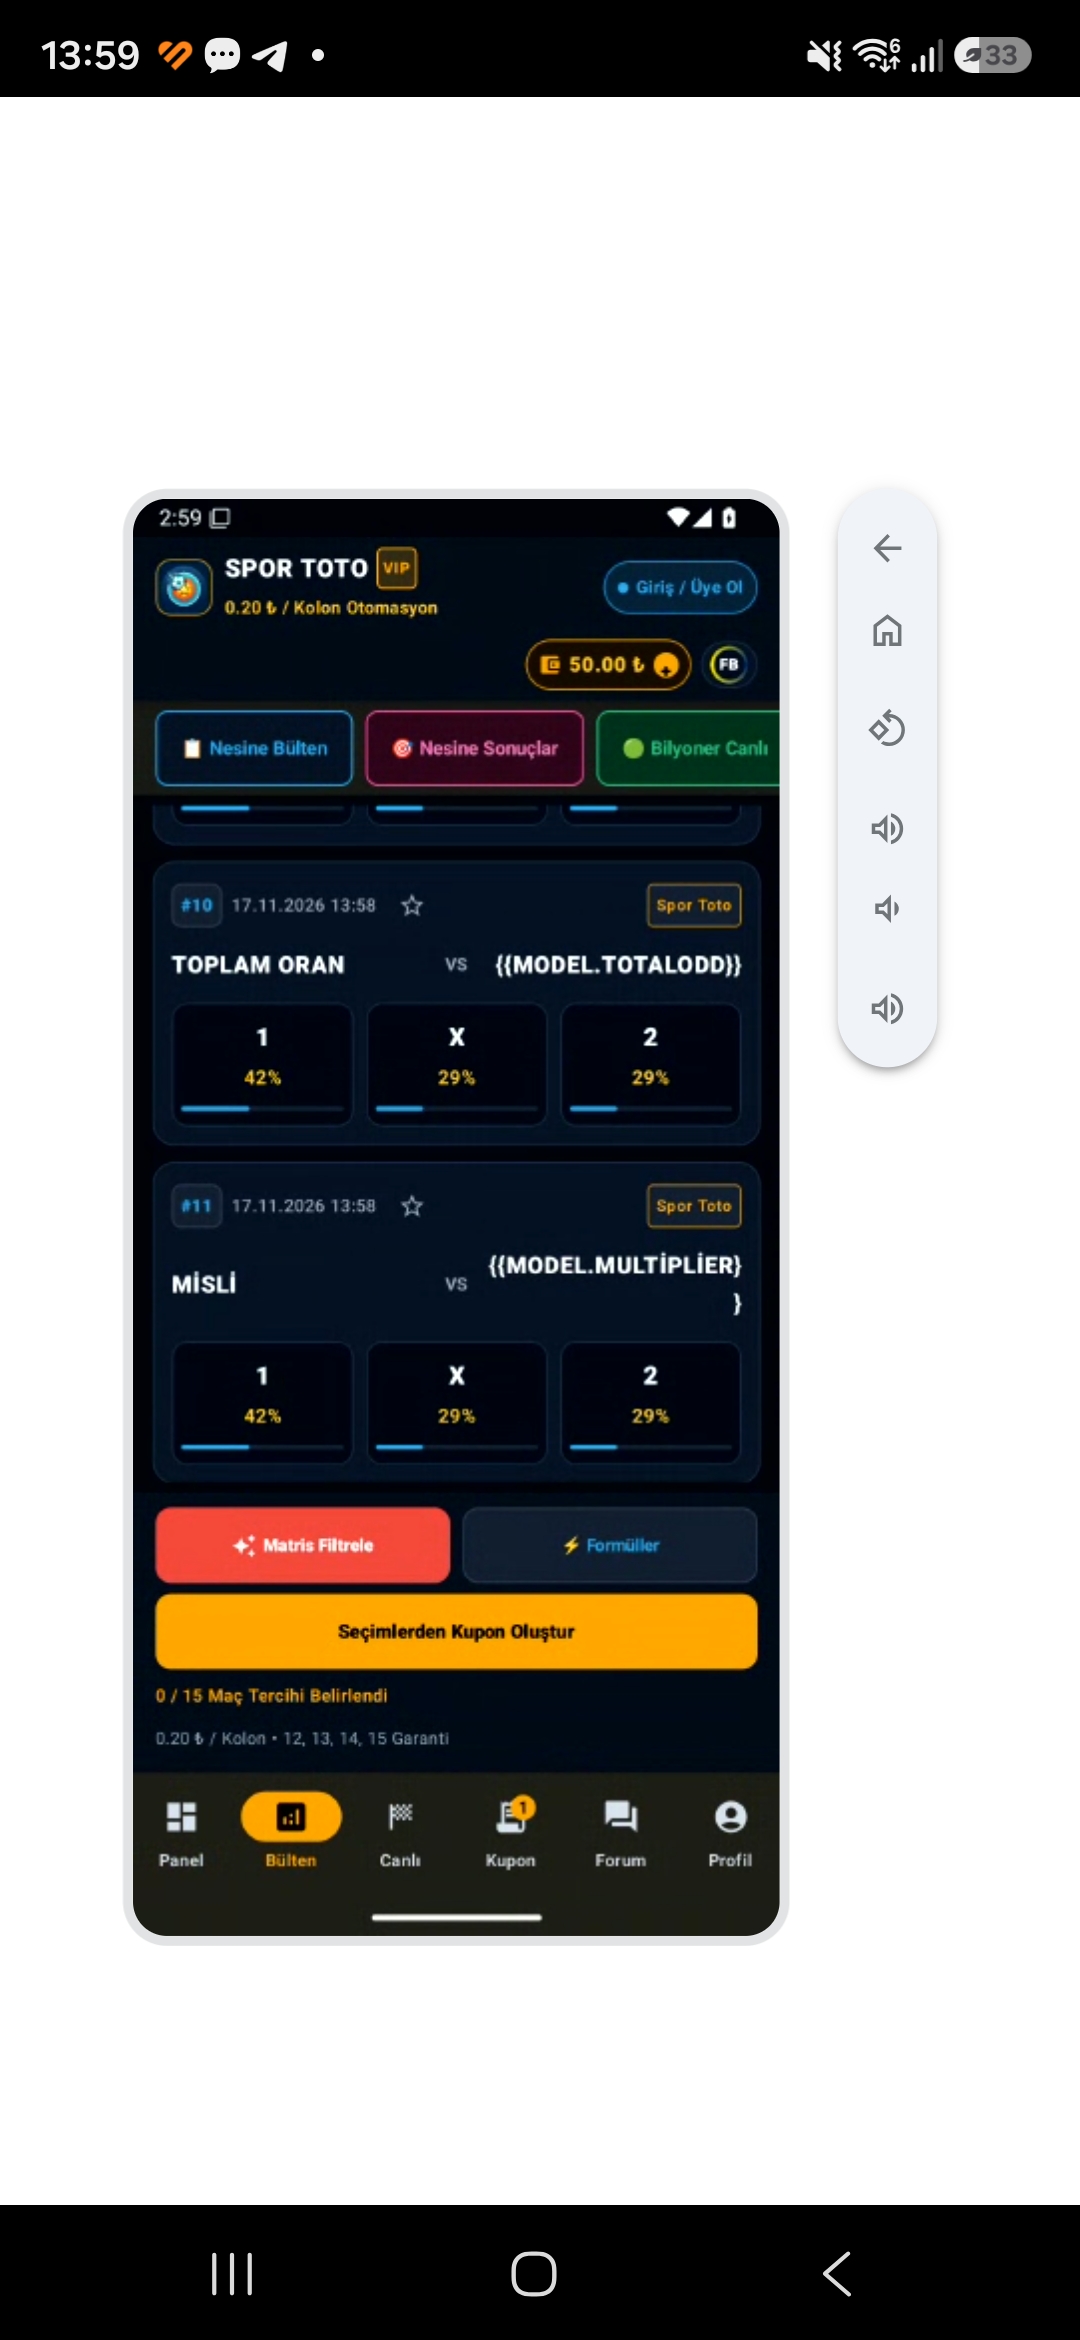 13:59
6
33
2:59
SPOR TOTO VIP
0.20 ₺ / Kolon Otomasyon
Giriş / Üye Ol
50.00 ₺
FB
Nesine Bülten
Nesine Sonuçlar
Bilyoner Canlı
#10 17.11.2026 13:58 Spor Toto
TOPLAM ORAN vs {{MODEL.TOTALODD}}
1 X 2
42% 29% 29%
#11 17.11.2026 13:58 Spor Toto
MİSLİ vs {{MODEL.MULTİPLİER}
}
1 X 2
42% 29% 29%
Matris Filtrele
Formüller
Seçimlerden Kupon Oluştur
0 / 15 Maç Tercihi Belirlendi
0.20 ₺ / Kolon • 12, 13, 14, 15 Garanti
1
Panel Bülten Canlı Kupon Forum Profil